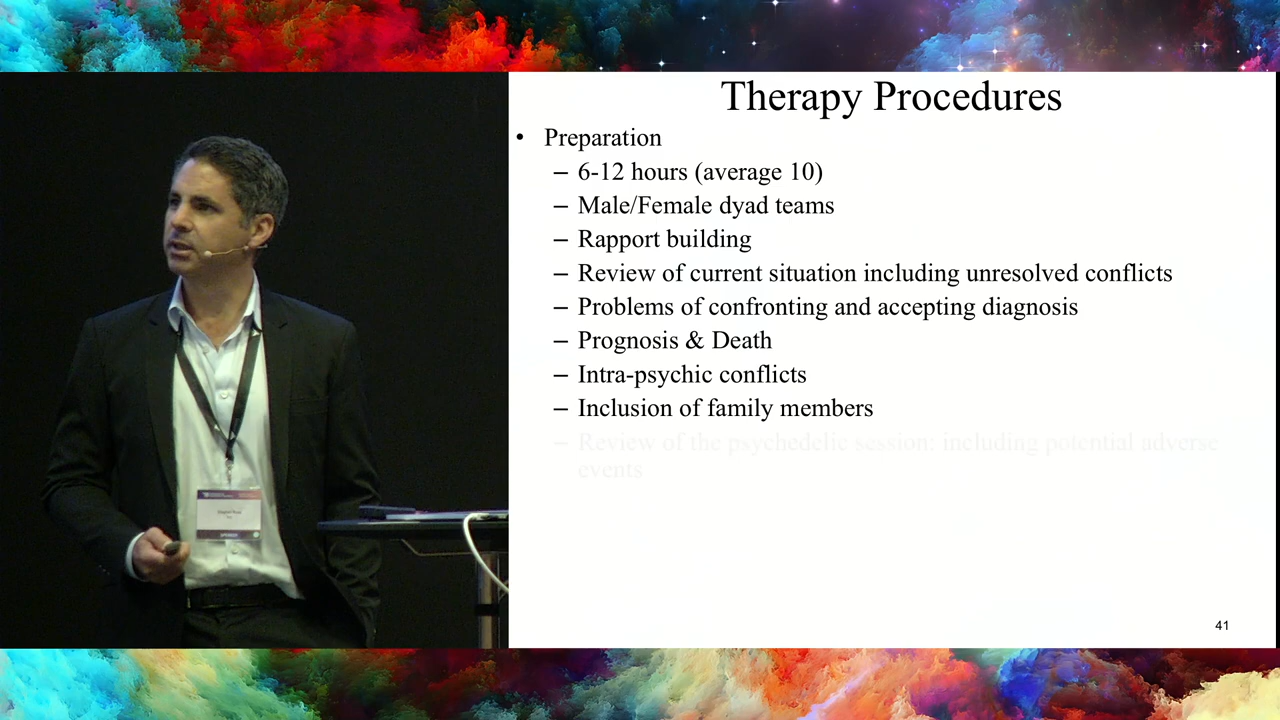 Therapy Procedures
• Preparation
– 6-12 hours (average 10)
– Male/Female dyad teams
– Rapport building
– Review of current situation including unresolved conflicts
– Problems of confronting and accepting diagnosis
– Prognosis & Death
– Intra-psychic conflicts
– Inclusion of family members
– Review of the psychedelic session: including potential adverse
events
41
SPEAKER